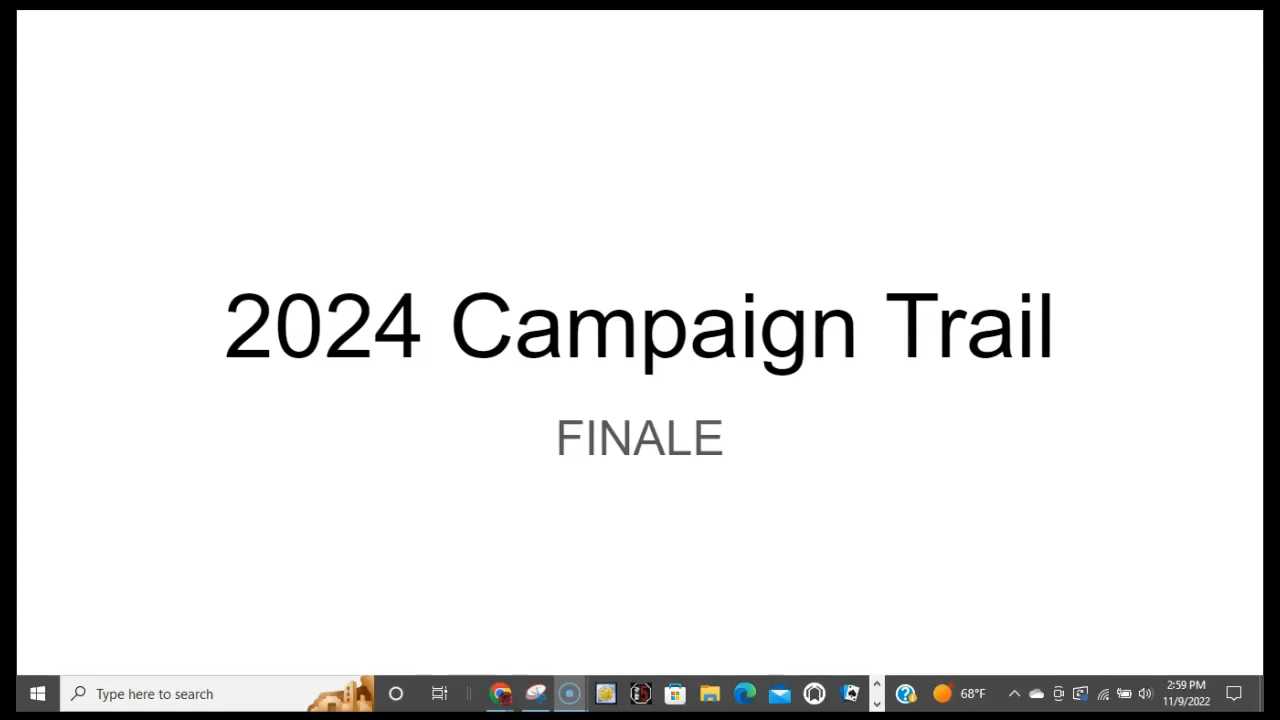 2024 Campaign Trail
FINALE
Type here to search
68°F
2:59 PM
11/9/2022